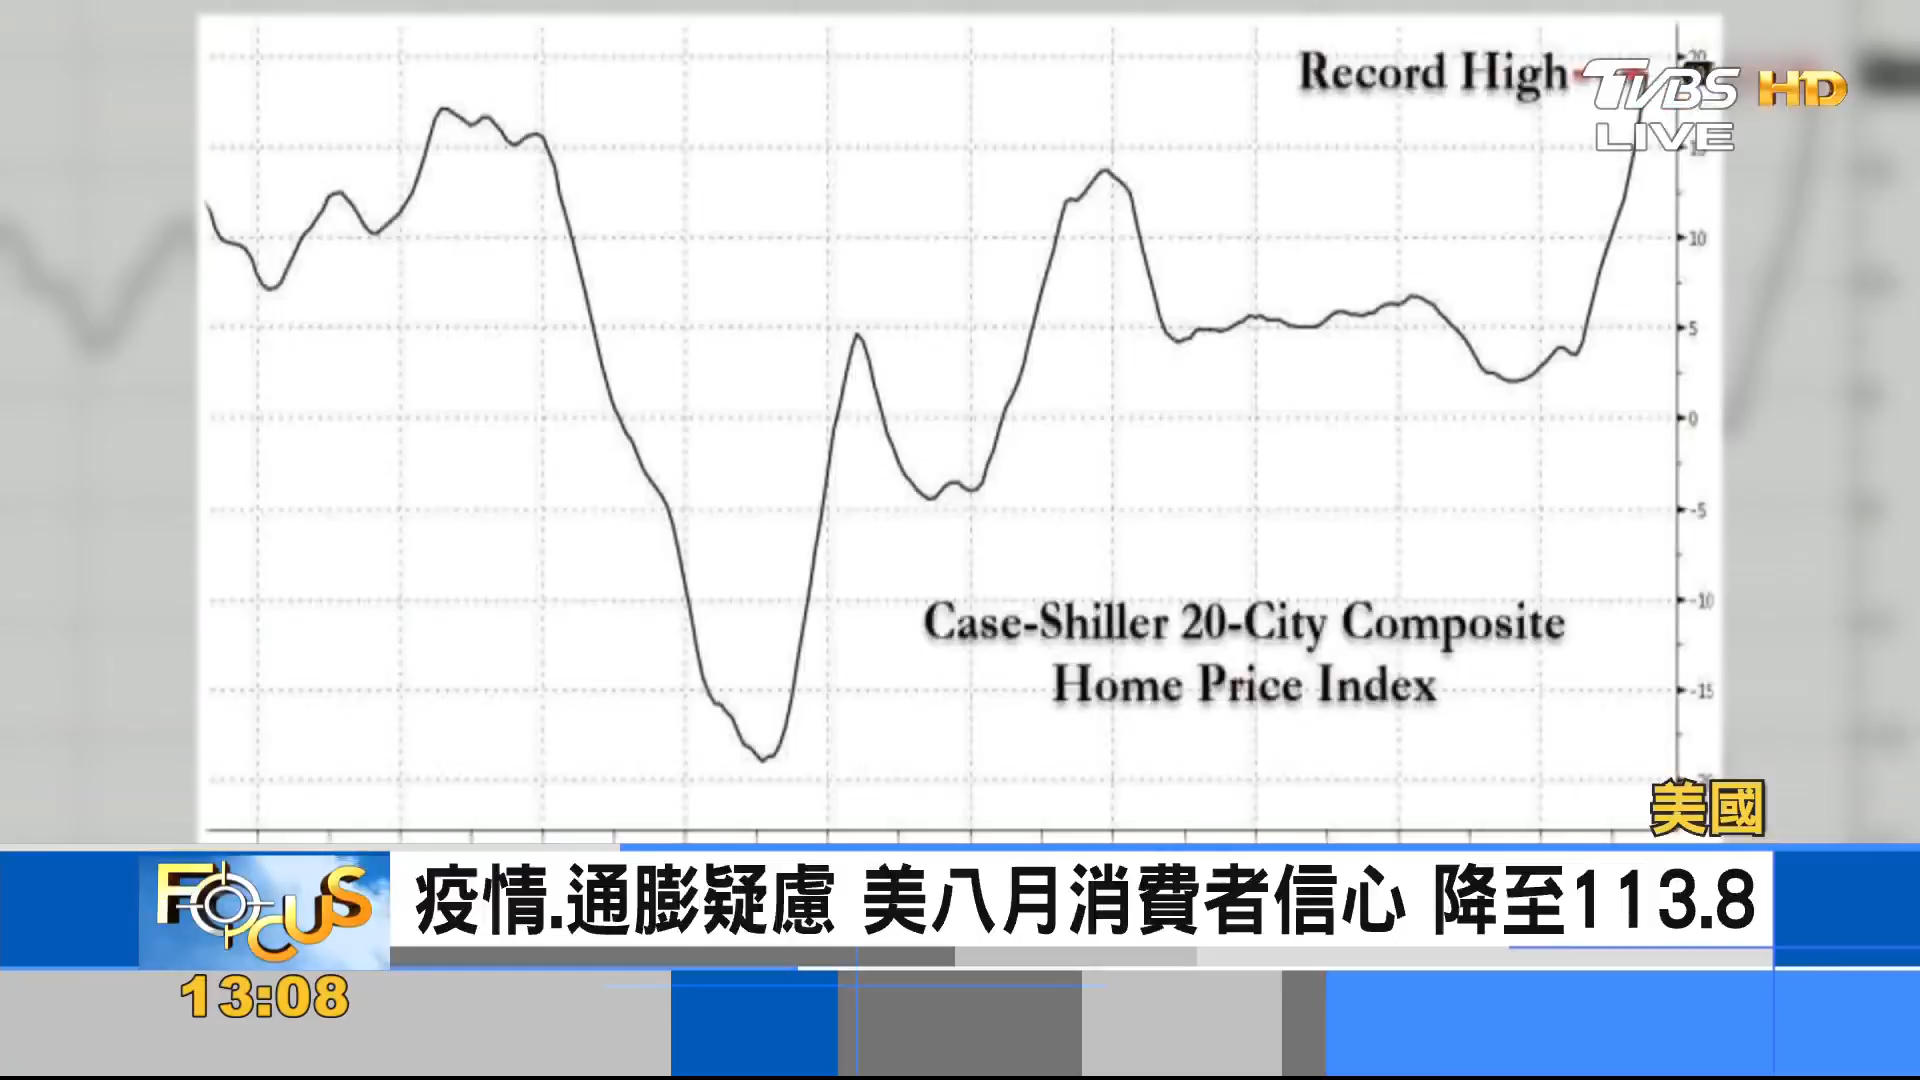 Record High
TVBS HD
LIVE
20
15
10
5
0
-5
-10
-15
Case-Shiller 20-City Composite
Home Price Index
美國
FOCUS
疫情.通膨疑慮 美八月消費者信心 降至113.8
13:08